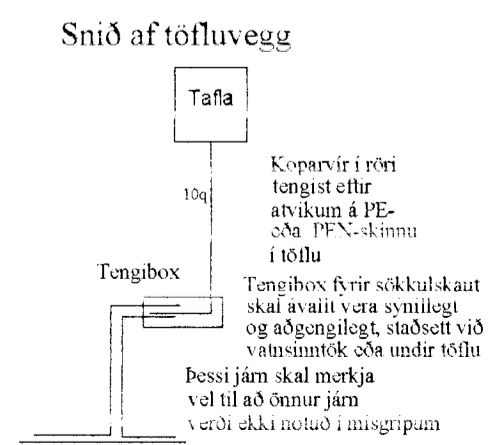 Snið af töfluvegg
Tafla
Koparvír í röri
tengist eftir
atvikum á PE-
eða PEN-skinnu
í töflu
10q
Tengibox
Tengibox fyrir sökkulskaut
skal ávallt vera sýnilegt
og aðgengilegt, staðsett við
vatnsinntök eða undir töflu
Þessi járn skal merkja
vel til að önnur járn
verði ekki notuð í misgripum